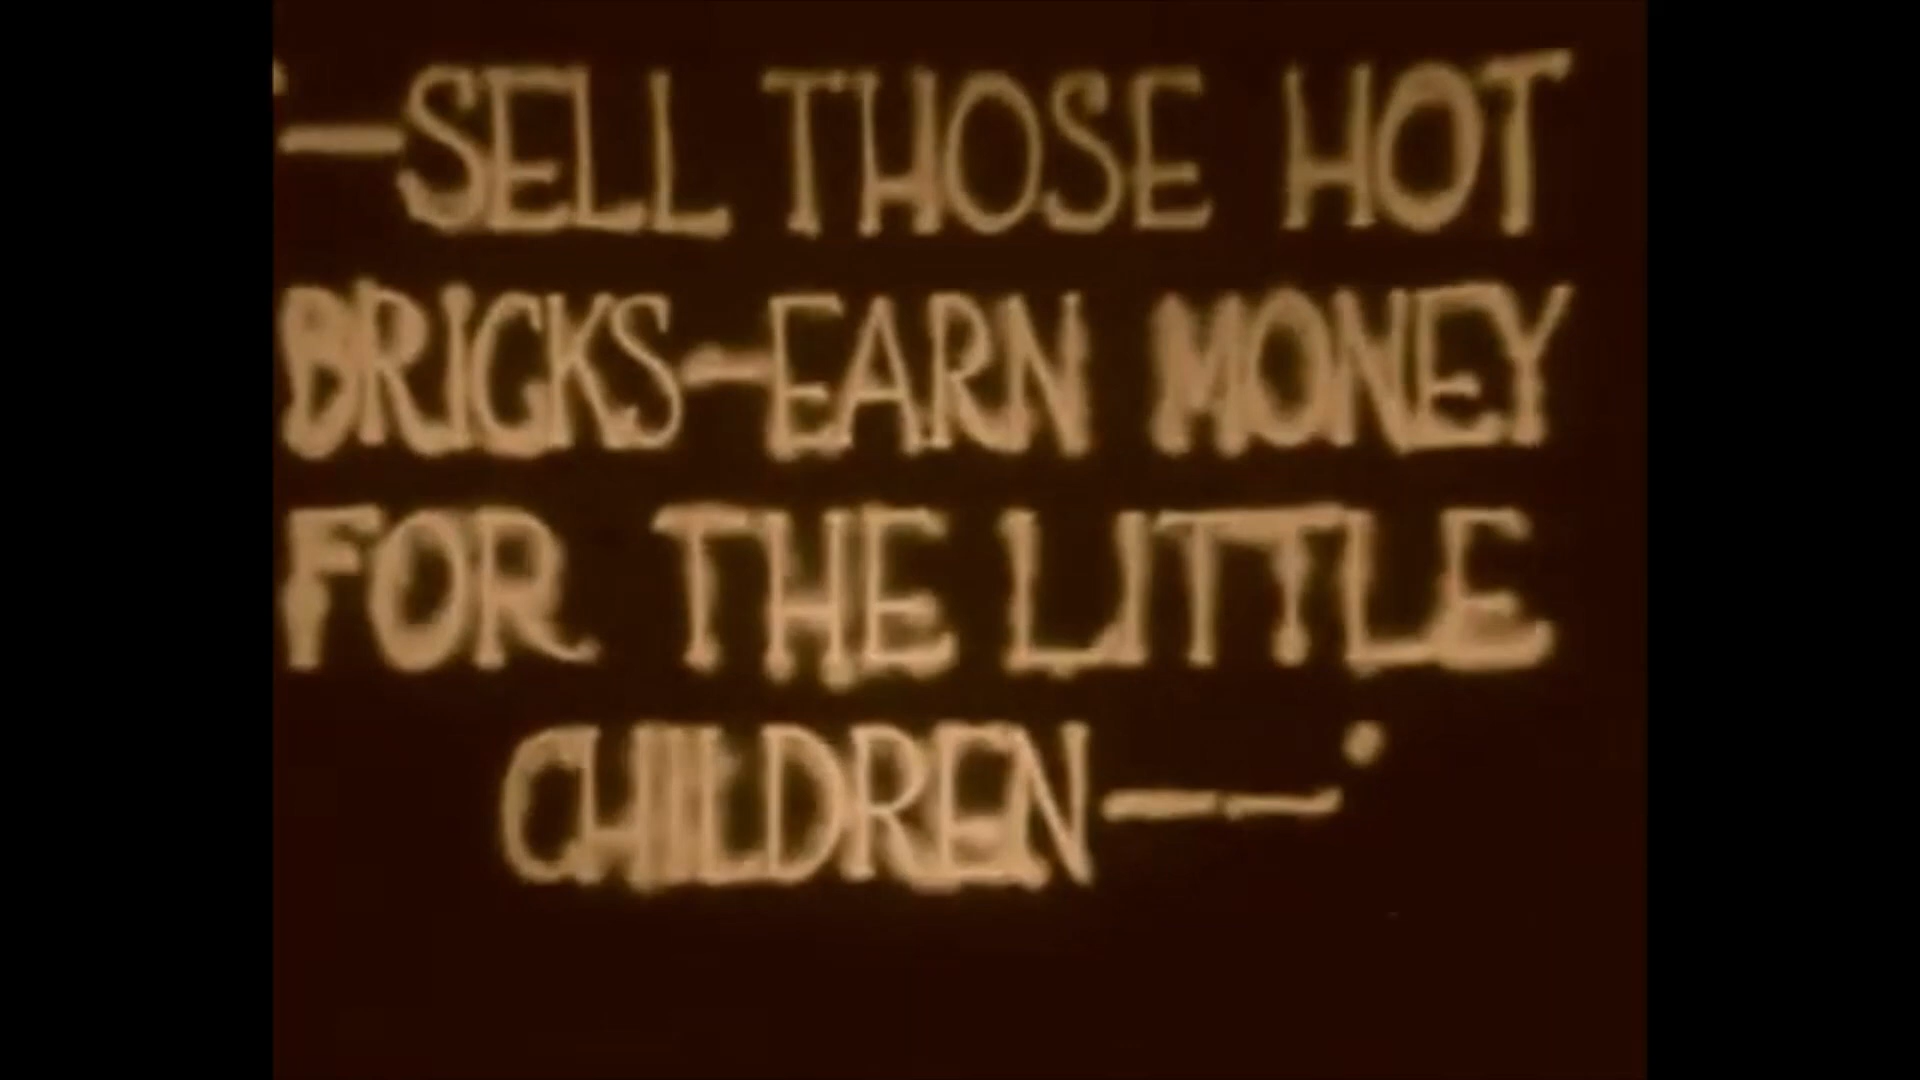 '—SELL THOSE HOT
BRICKS—EARN MONEY
FOR THE LITTLE
CHILDREN——'